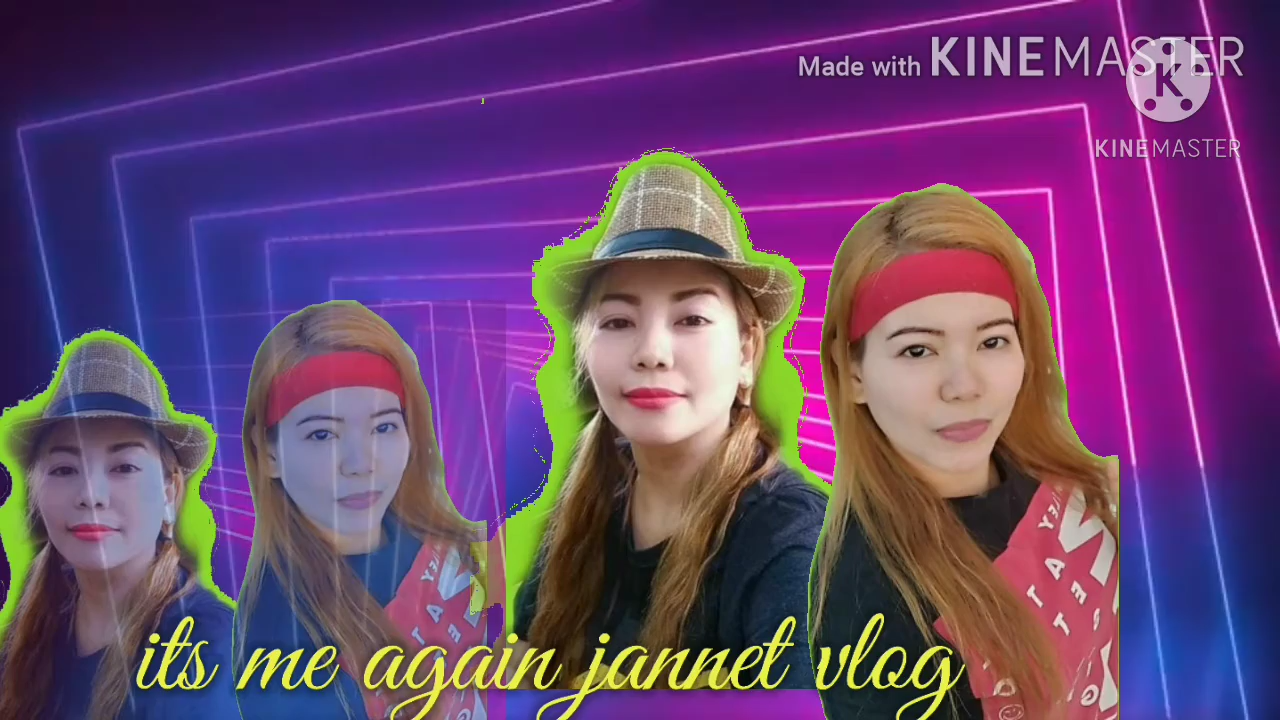 Made with KINEMASTER
K
KINEMASTER
its me again jannet vlog